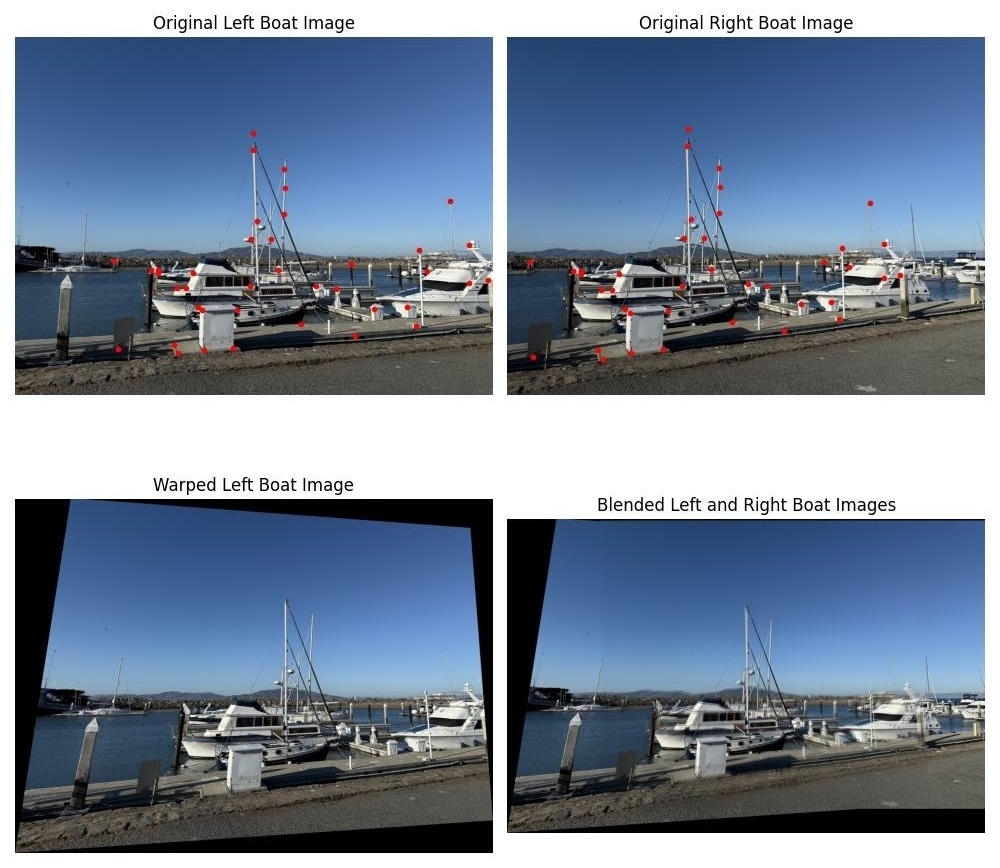 Original Left Boat Image
Original Right Boat Image
Warped Left Boat Image
Blended Left and Right Boat Images